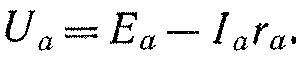 U_a = E_a − I_a r_a.